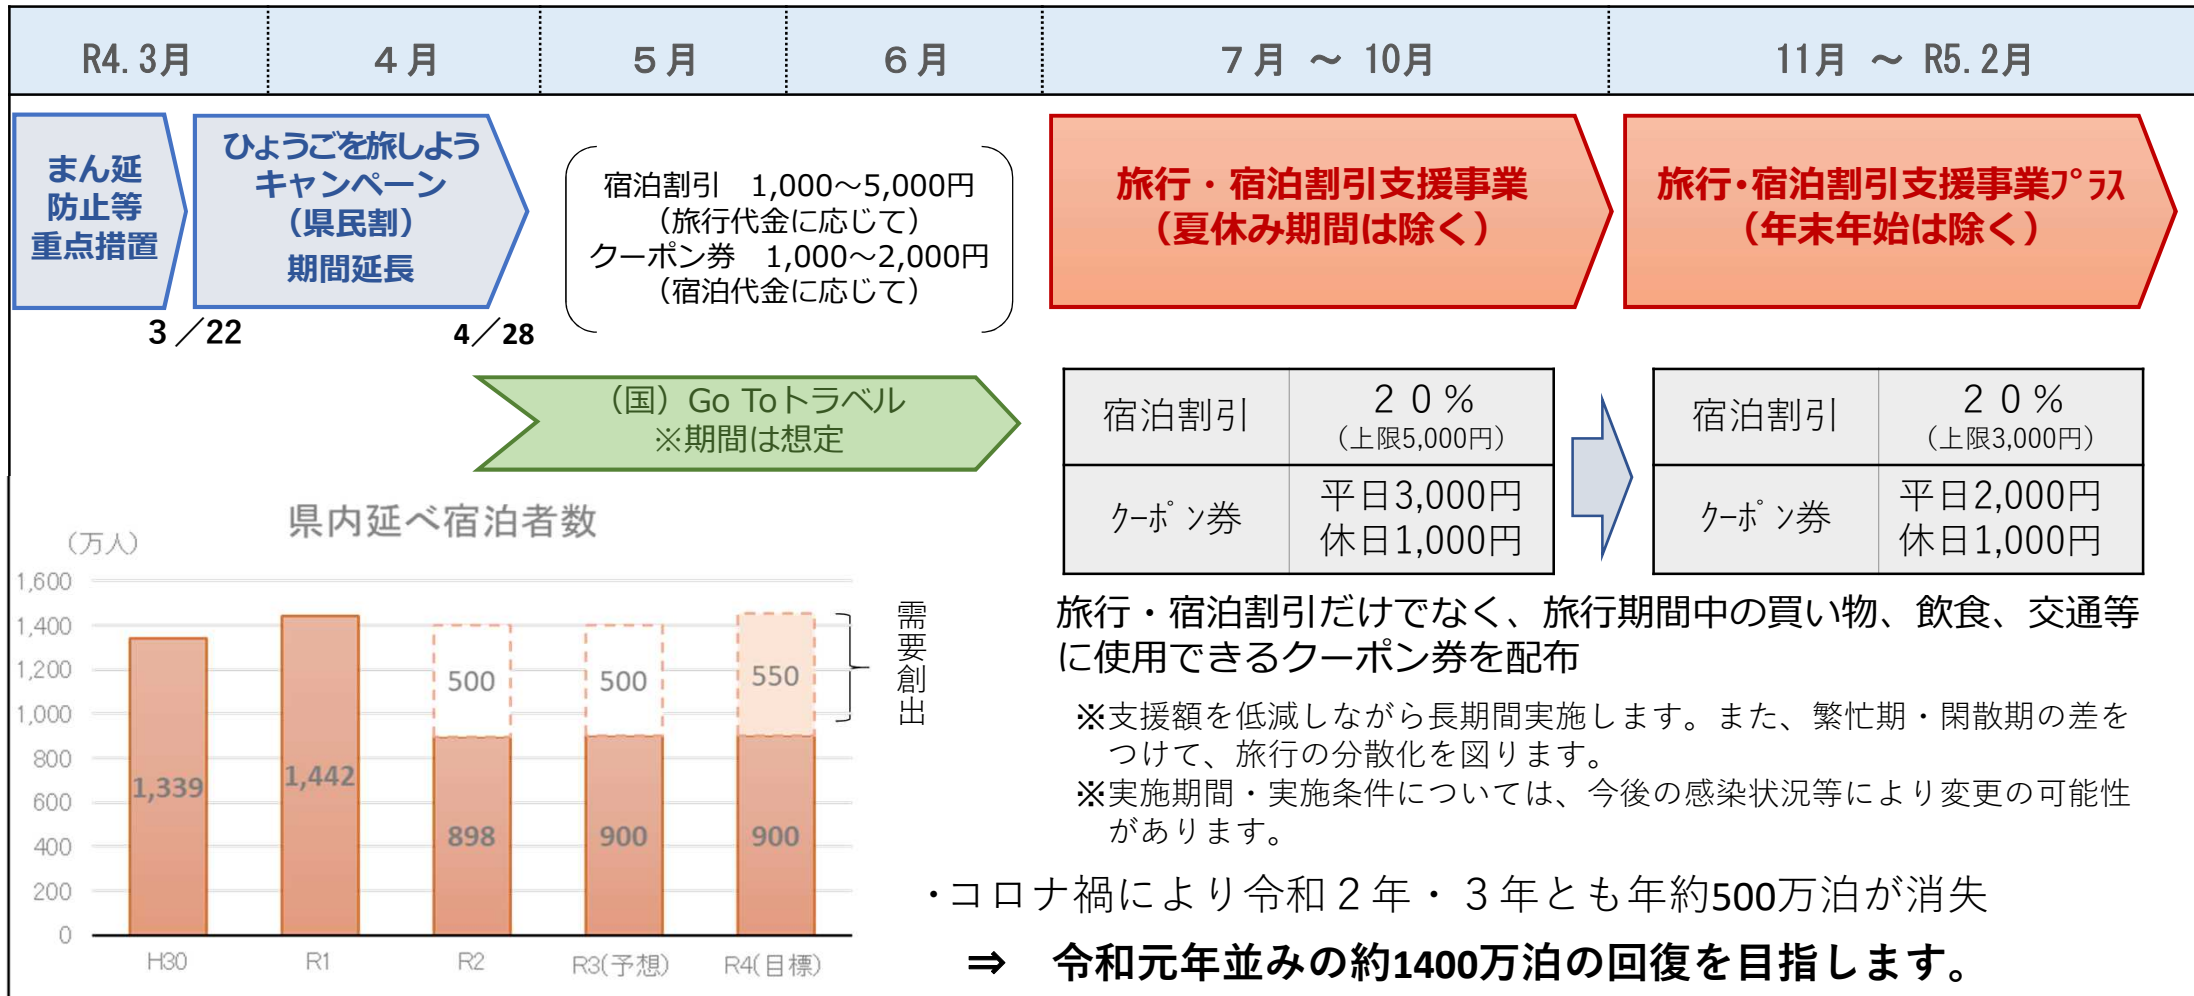 R4.3月
４月
５月
６月
７月 ～ 10月
11月 ～ R5.2月
まん延
防止等
重点措置
ひょうごを旅しよう
キャンペーン
（県民割）
期間延長
３／22
4／28
宿泊割引　1,000～5,000円
（旅行代金に応じて）
クーポン券　1,000～2,000円
（宿泊代金に応じて）
旅行・宿泊割引支援事業
（夏休み期間は除く）
旅行・宿泊割引支援事業ﾌﾟﾗｽ
（年末年始は除く）
（国）Go Toトラベル
※期間は想定
宿泊割引
２０％
（上限5,000円）
ｸｰﾎﾟﾝ券
平日3,000円
休日1,000円
宿泊割引
２０％
（上限3,000円）
ｸｰﾎﾟﾝ券
平日2,000円
休日1,000円
県内延べ宿泊者数
（万人）
1,600
1,400
1,200
1,000
800
600
400
200
0
1,339
1,442
500
898
500
900
550
900
H30
R1
R2
R3(予想)
R4(目標)
需要創出
旅行・宿泊割引だけでなく、旅行期間中の買い物、飲食、交通等
に使用できるクーポン券を配布
※支援額を低減しながら長期間実施します。また、繁忙期・閑散期の差を
つけて、旅行の分散化を図ります。
※実施期間・実施条件については、今後の感染状況等により変更の可能性
があります。
・コロナ禍により令和２年・３年とも年約500万泊が消失
⇒　令和元年並みの約1400万泊の回復を目指します。